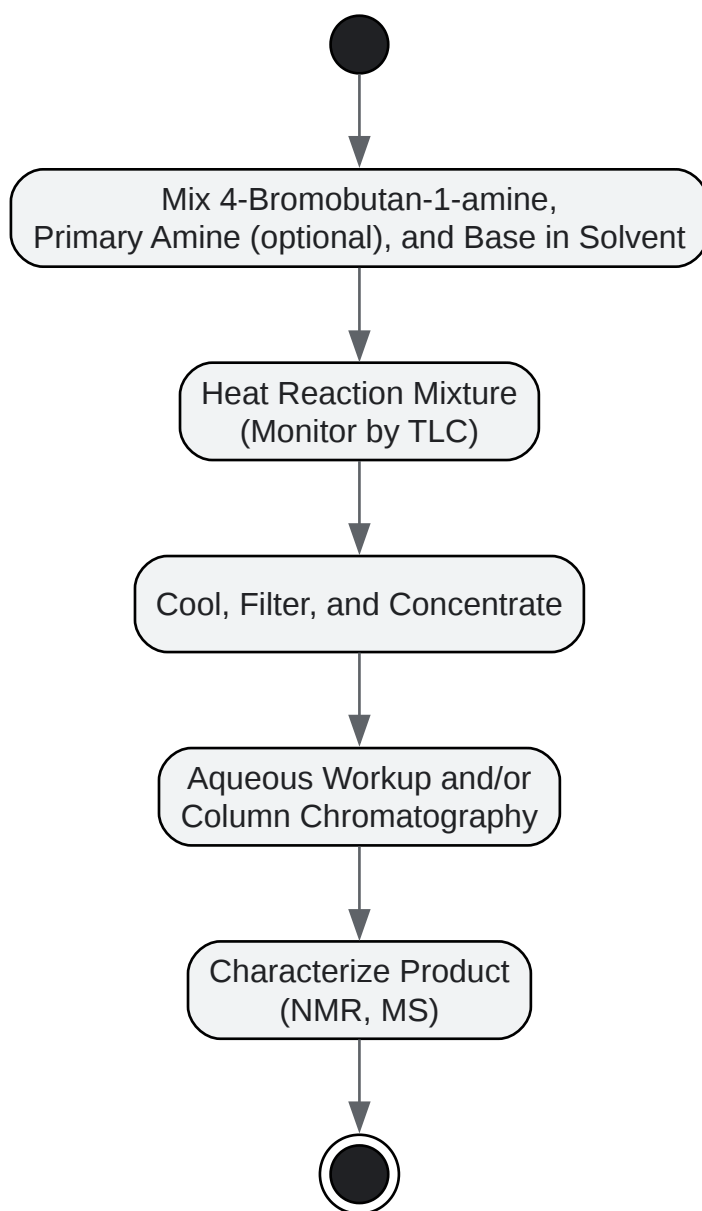 Mix 4-Bromobutan-1-amine,
Primary Amine (optional), and Base in Solvent
Heat Reaction Mixture
(Monitor by TLC)
Cool, Filter, and Concentrate
Aqueous Workup and/or
Column Chromatography
Characterize Product
(NMR, MS)